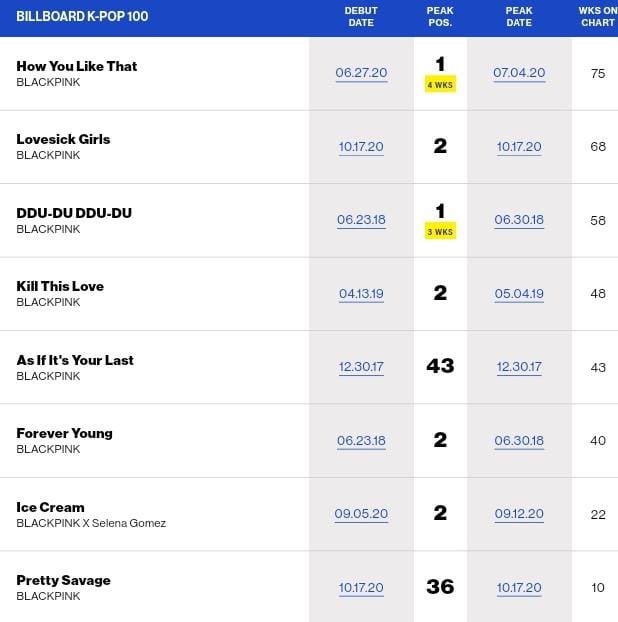 BILLBOARD K-POP 100 DEBUT DATE PEAK POS. PEAK DATE WKS ON CHART
How You Like That 06.27.20 1 07.04.20 75
BLACKPINK 4 WKS
Lovesick Girls 10.17.20 2 10.17.20 68
BLACKPINK
DDU-DU DDU-DU 06.23.18 1 06.30.18 58
BLACKPINK 3 WKS
Kill This Love 04.13.19 2 05.04.19 48
BLACKPINK
As If It's Your Last 12.30.17 43 12.30.17 43
BLACKPINK
Forever Young 06.23.18 2 06.30.18 40
BLACKPINK
Ice Cream 09.05.20 2 09.12.20 22
BLACKPINK X Selena Gomez
Pretty Savage 10.17.20 36 10.17.20 10
BLACKPINK